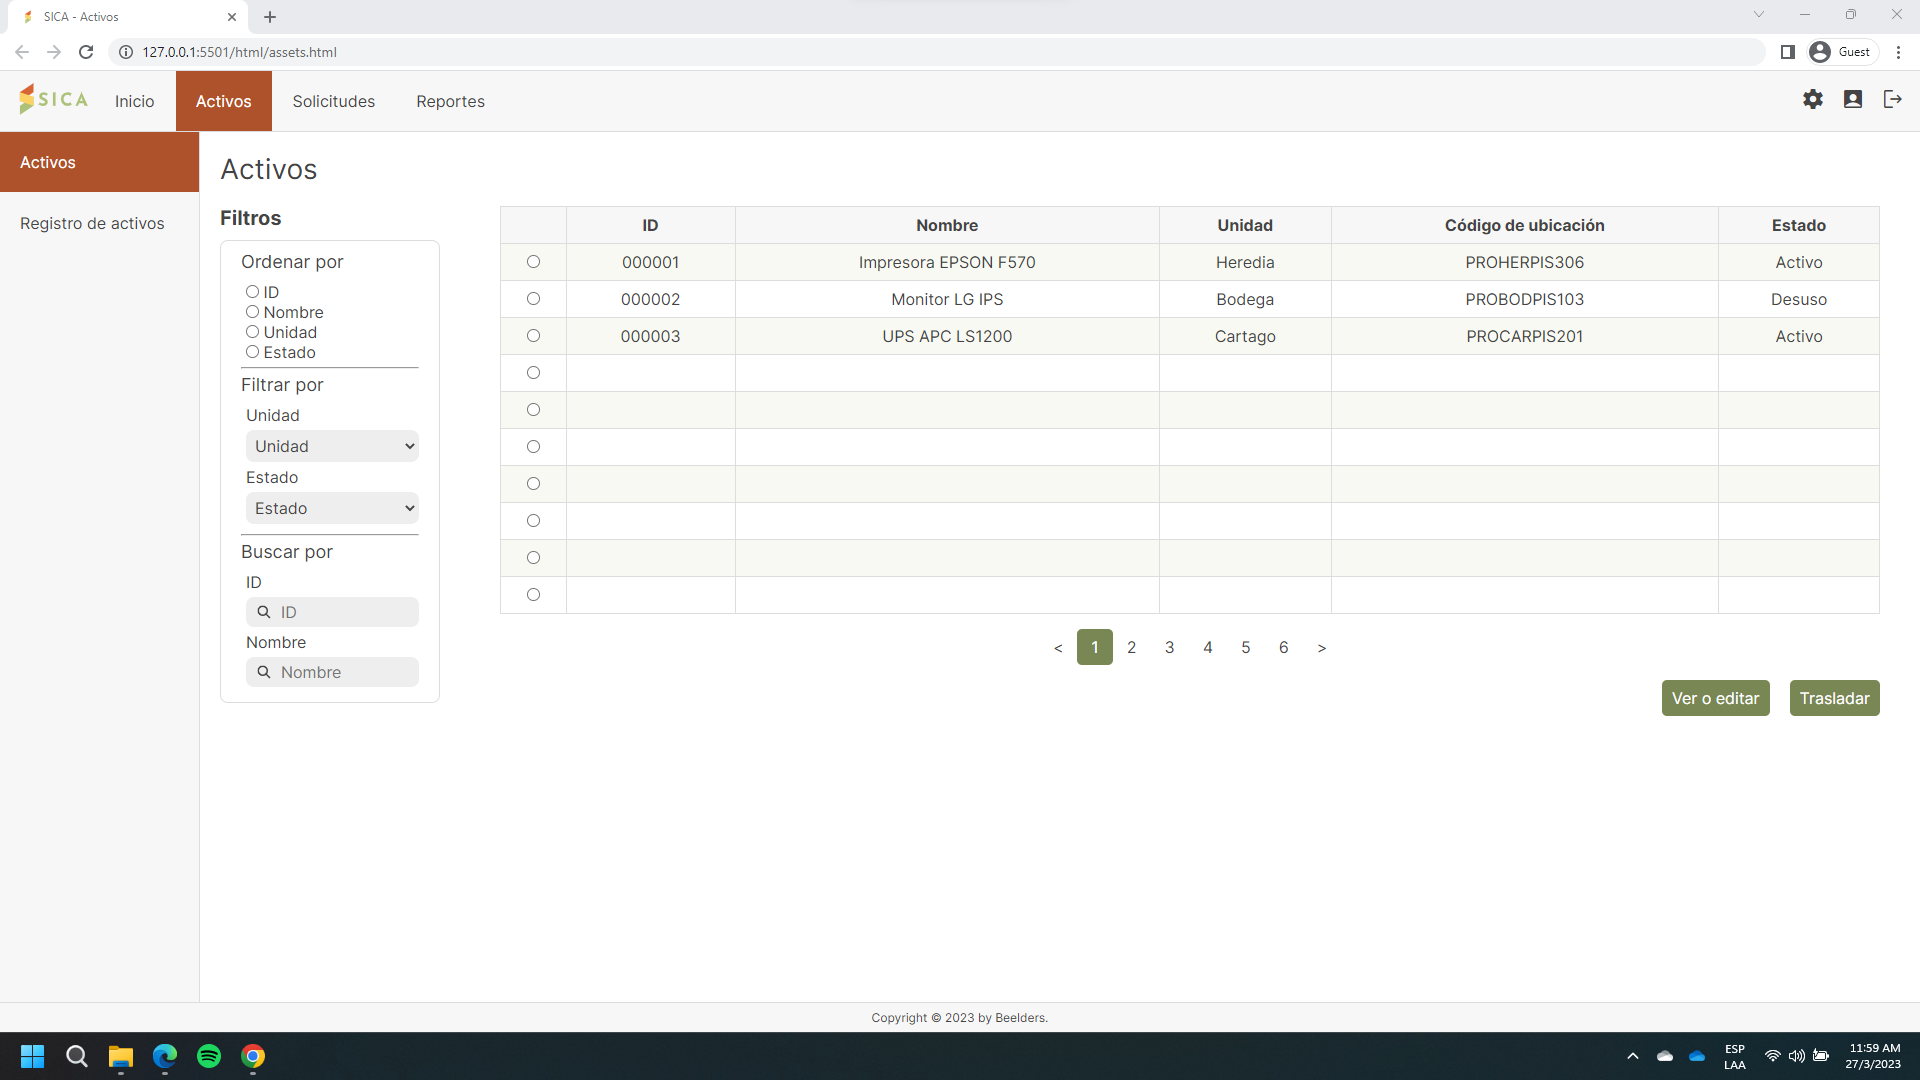 SICA - Activos
127.0.0.1:5501/html/assets.html
Guest
SICA
Inicio
Activos
Solicitudes
Reportes
Activos
Registro de activos
Activos
Filtros
Ordenar por
ID
Nombre
Unidad
Estado
Filtrar por
Unidad
Unidad
Estado
Estado
Buscar por
ID
ID
Nombre
Nombre
ID Nombre Unidad Código de ubicación Estado
000001 Impresora EPSON F570 Heredia PROHERPIS306 Activo
000002 Monitor LG IPS Bodega PROBODPIS103 Desuso
000003 UPS APC LS1200 Cartago PROCARPIS201 Activo
< 1 2 3 4 5 6 >
Ver o editar Trasladar
Copyright © 2023 by Beelders.
ESP
LAA
11:59 AM
27/3/2023